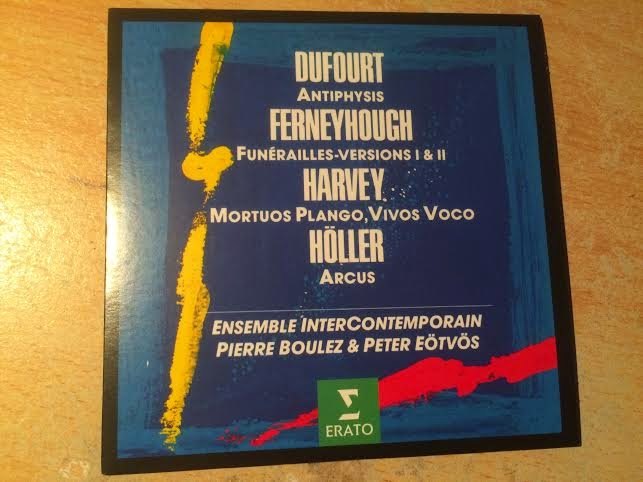 DUFOURT
ANTIPHYSIS
FERNEYHOUGH
FUNÉRAILLES-VERSIONS I & II
HARVEY
MORTUOS PLANGO, VIVOS VOCO
HÖLLER
ARCUS
ENSEMBLE INTERCONTEMPORAIN
PIERRE BOULEZ & PETER EÖTVÖS
ERATO